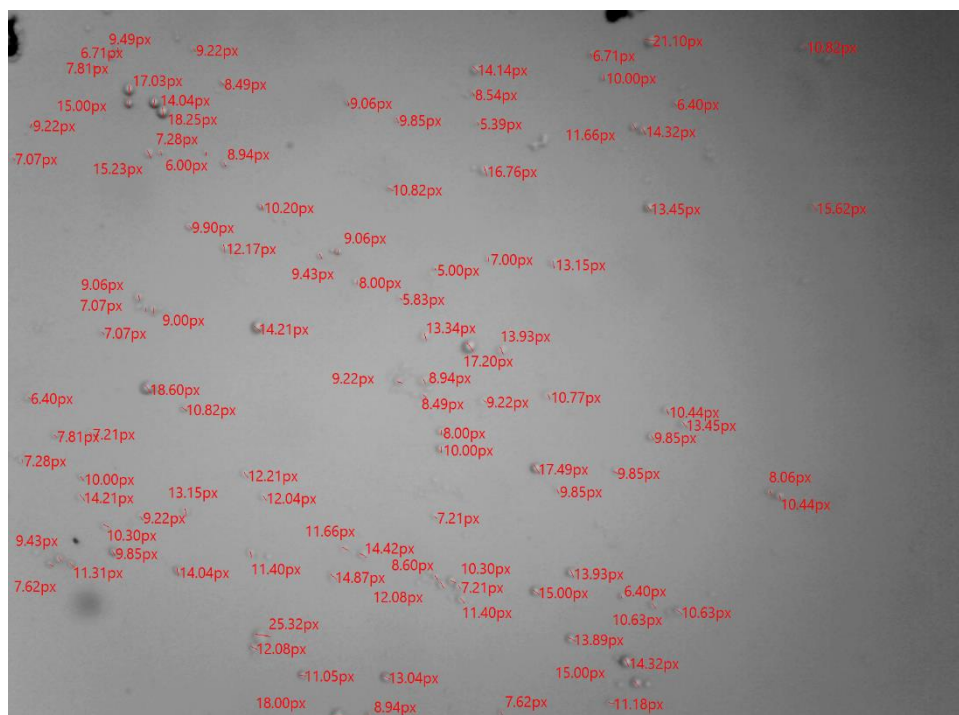 9.49px
21.10px
6.71px
9.22px
6.71px
10.82px
7.81px
14.14px
10.00px
17.03px
8.49px
8.54px
15.00px
14.04px
9.06px
6.40px
18.25px
9.85px
5.39px
9.22px
11.66px
14.32px
7.28px
7.07px
8.94px
15.23px
6.00px
16.76px
10.82px
10.20px
13.45px
15.62px
9.90px
9.06px
12.17px
7.00px
13.15px
9.43px
5.00px
9.06px
8.00px
7.07px
5.83px
9.00px
7.07px
14.21px
13.34px
13.93px
17.20px
9.22px
8.94px
18.60px
6.40px
10.82px
8.49px
9.22px
10.77px
10.44px
13.45px
7.81px
7.21px
8.00px
9.85px
10.00px
7.28px
17.49px
10.00px
12.21px
9.85px
8.06px
14.21px
13.15px
12.04px
9.85px
10.44px
9.22px
7.21px
10.30px
11.66px
9.43px
9.85px
14.42px
11.31px
14.04px
11.40px
8.60px
10.30px
13.93px
7.62px
14.87px
7.21px
15.00px
6.40px
12.08px
11.40px
10.63px
10.63px
25.32px
13.89px
12.08px
14.32px
11.05px
13.04px
15.00px
18.00px
8.94px
7.62px
11.18px